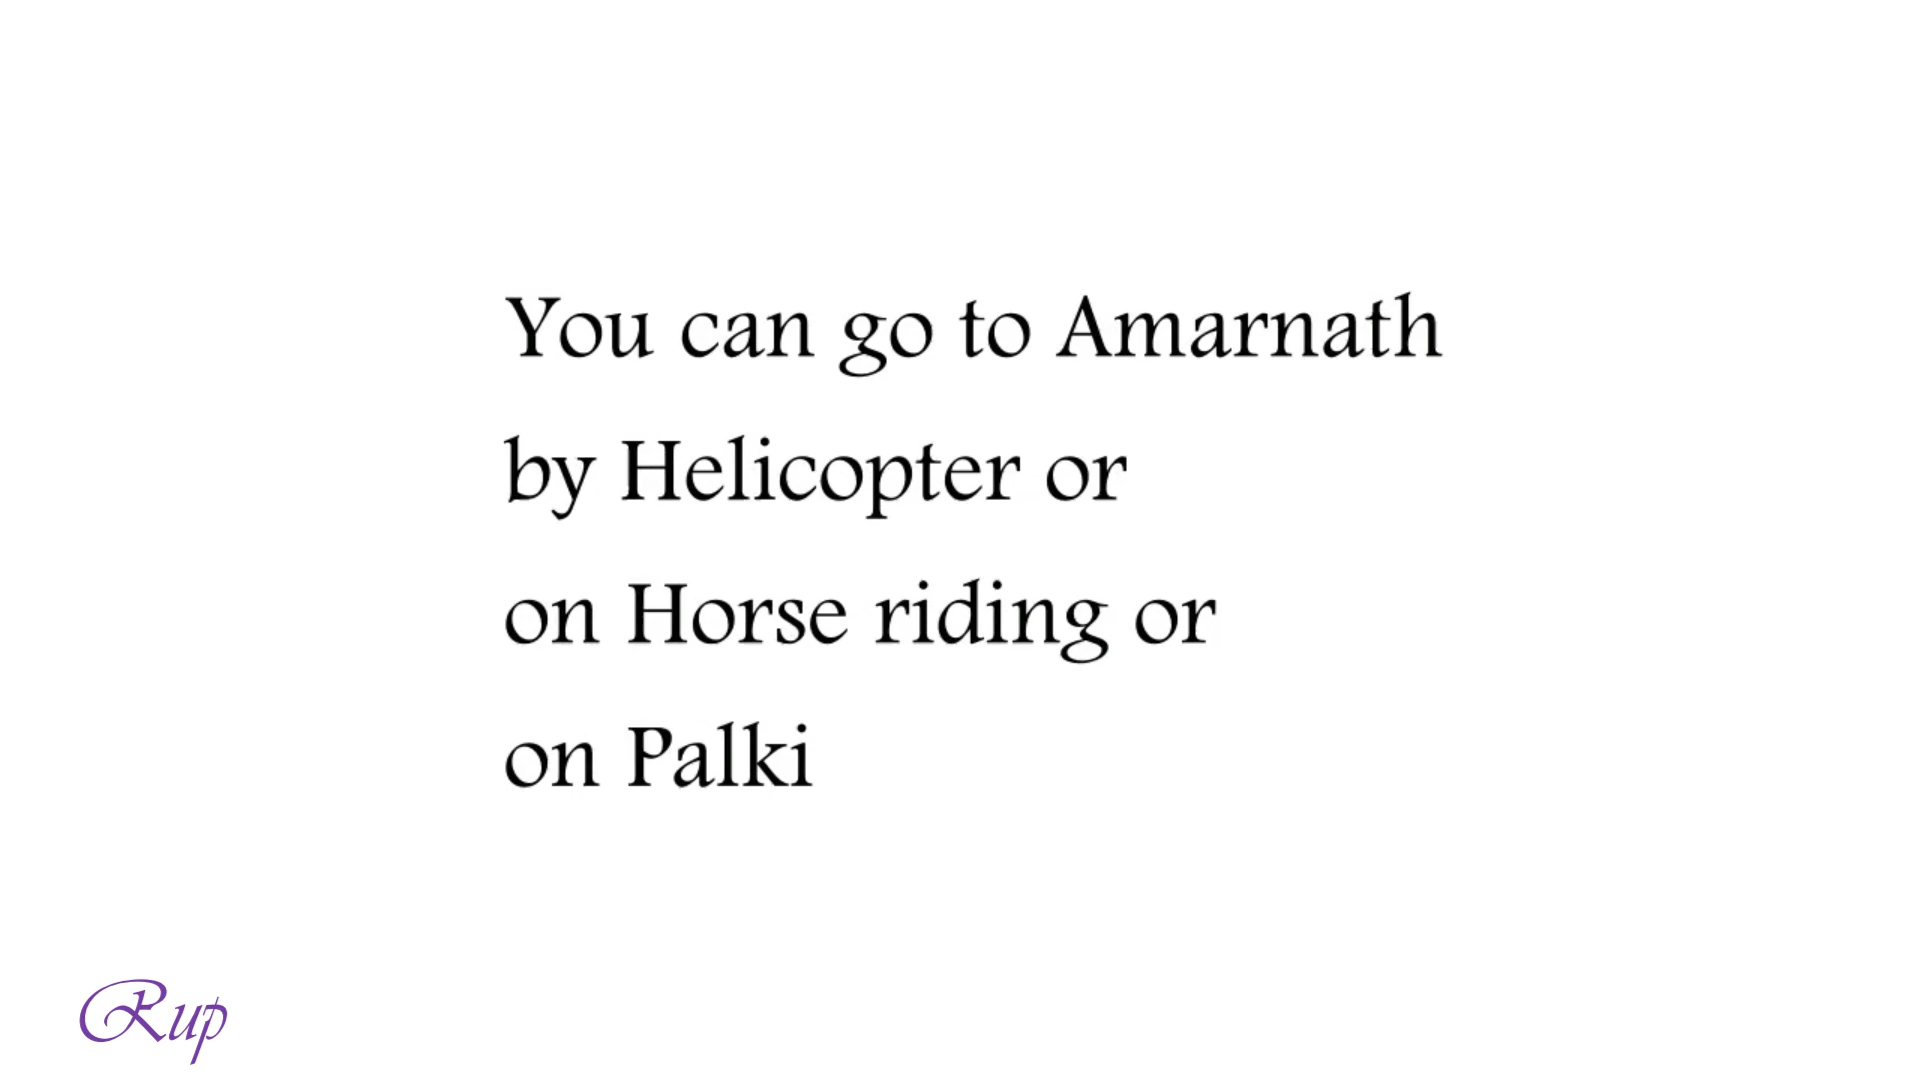 You can go to Amarnath
by Helicopter or
on Horse riding or
on Palki
Rup